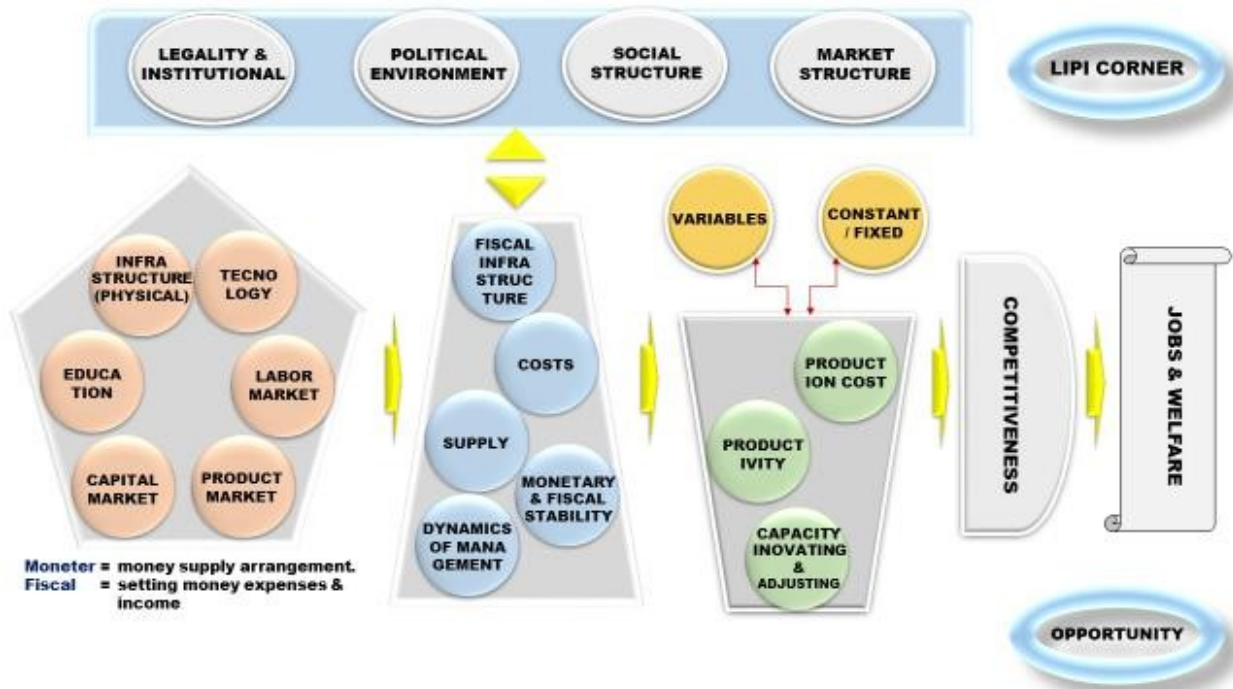 LEGALITY &
INSTITUTIONAL
POLITICAL
ENVIRONMENT
SOCIAL
STRUCTURE
MARKET
STRUCTURE
LIPI CORNER
INFRA
STRUCTURE
(PHYSICAL)
TECNO
LOGY
EDUCA
TION
LABOR
MARKET
CAPITAL
MARKET
PRODUCT
MARKET
Moneter = money supply arrangement.
Fiscal = setting money expenses &
income
FISCAL
INFRA
STRUC
TURE
COSTS
SUPPLY
MONETARY
& FISCAL
STABILITY
DYNAMICS
OF MANA
GEMENT
VARIABLES
CONSTANT
/ FIXED
PRODUCT
ION COST
PRODUCT
IVITY
CAPACITY
INOVATING
&
ADJUSTING
COMPETITIVENESS
JOBS & WELFARE
OPPORTUNITY